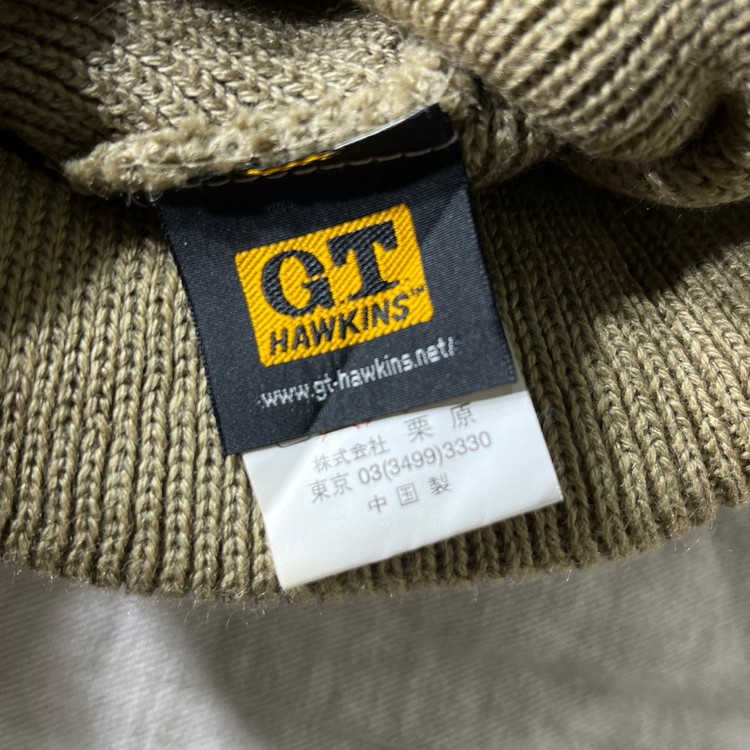 G.T
HAWKINS™
www.gt-hawkins.net/
株式会社 栗原
東京 03(3499)3330
中国製